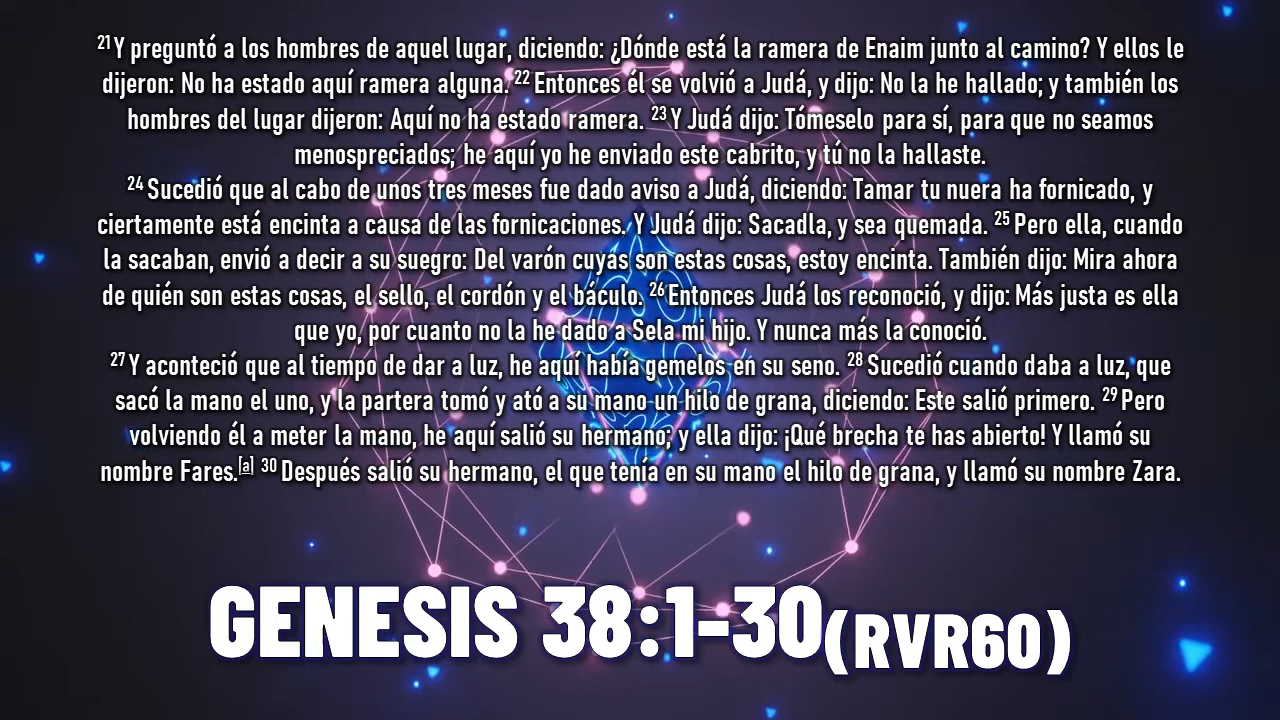 21 Y preguntó a los hombres de aquel lugar, diciendo: ¿Dónde está la ramera de Enaim junto al camino? Y ellos le
dijeron: No ha estado aquí ramera alguna. 22 Entonces él se volvió a Judá, y dijo: No la he hallado; y también los
hombres del lugar dijeron: Aquí no ha estado ramera. 23 Y Judá dijo: Tómeselo para sí, para que no seamos
menospreciados; he aquí yo he enviado este cabrito, y tú no la hallaste.
24 Sucedió que al cabo de unos tres meses fue dado aviso a Judá, diciendo: Tamar tu nuera ha fornicado, y
ciertamente está encinta a causa de las fornicaciones. Y Judá dijo: Sacadla, y sea quemada. 25 Pero ella, cuando
la sacaban, envió a decir a su suegro: Del varón cuyas son estas cosas, estoy encinta. También dijo: Mira ahora
de quién son estas cosas, el sello, el cordón y el báculo. 26 Entonces Judá los reconoció, y dijo: Más justa es ella
que yo, por cuanto no la he dado a Sela mi hijo. Y nunca más la conoció.
27 Y aconteció que al tiempo de dar a luz, he aquí había gemelos en su seno. 28 Sucedió cuando daba a luz, que
sacó la mano el uno, y la partera tomó y ató a su mano un hilo de grana, diciendo: Este salió primero. 29 Pero
volviendo él a meter la mano, he aquí salió su hermano; y ella dijo: ¡Qué brecha te has abierto! Y llamó su
nombre Fares.[a] 30 Después salió su hermano, el que tenía en su mano el hilo de grana, y llamó su nombre Zara.
GENESIS 38:1-30(RVR60)